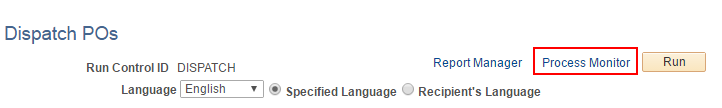 Dispatch POs
Report Manager Process Monitor Run
Run Control ID DISPATCH
Language English Specified Language Recipient's Language